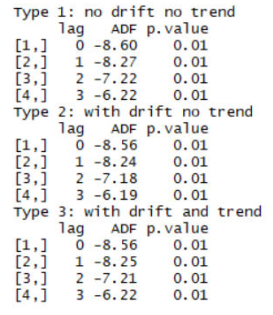 Type 1: no drift no trend
lag ADF p.value
[1,] 0 -8.60 0.01
[2,] 1 -8.27 0.01
[3,] 2 -7.22 0.01
[4,] 3 -6.22 0.01
Type 2: with drift no trend
lag ADF p.value
[1,] 0 -8.56 0.01
[2,] 1 -8.24 0.01
[3,] 2 -7.18 0.01
[4,] 3 -6.19 0.01
Type 3: with drift and trend
lag ADF p.value
[1,] 0 -8.56 0.01
[2,] 1 -8.25 0.01
[3,] 2 -7.21 0.01
[4,] 3 -6.22 0.01